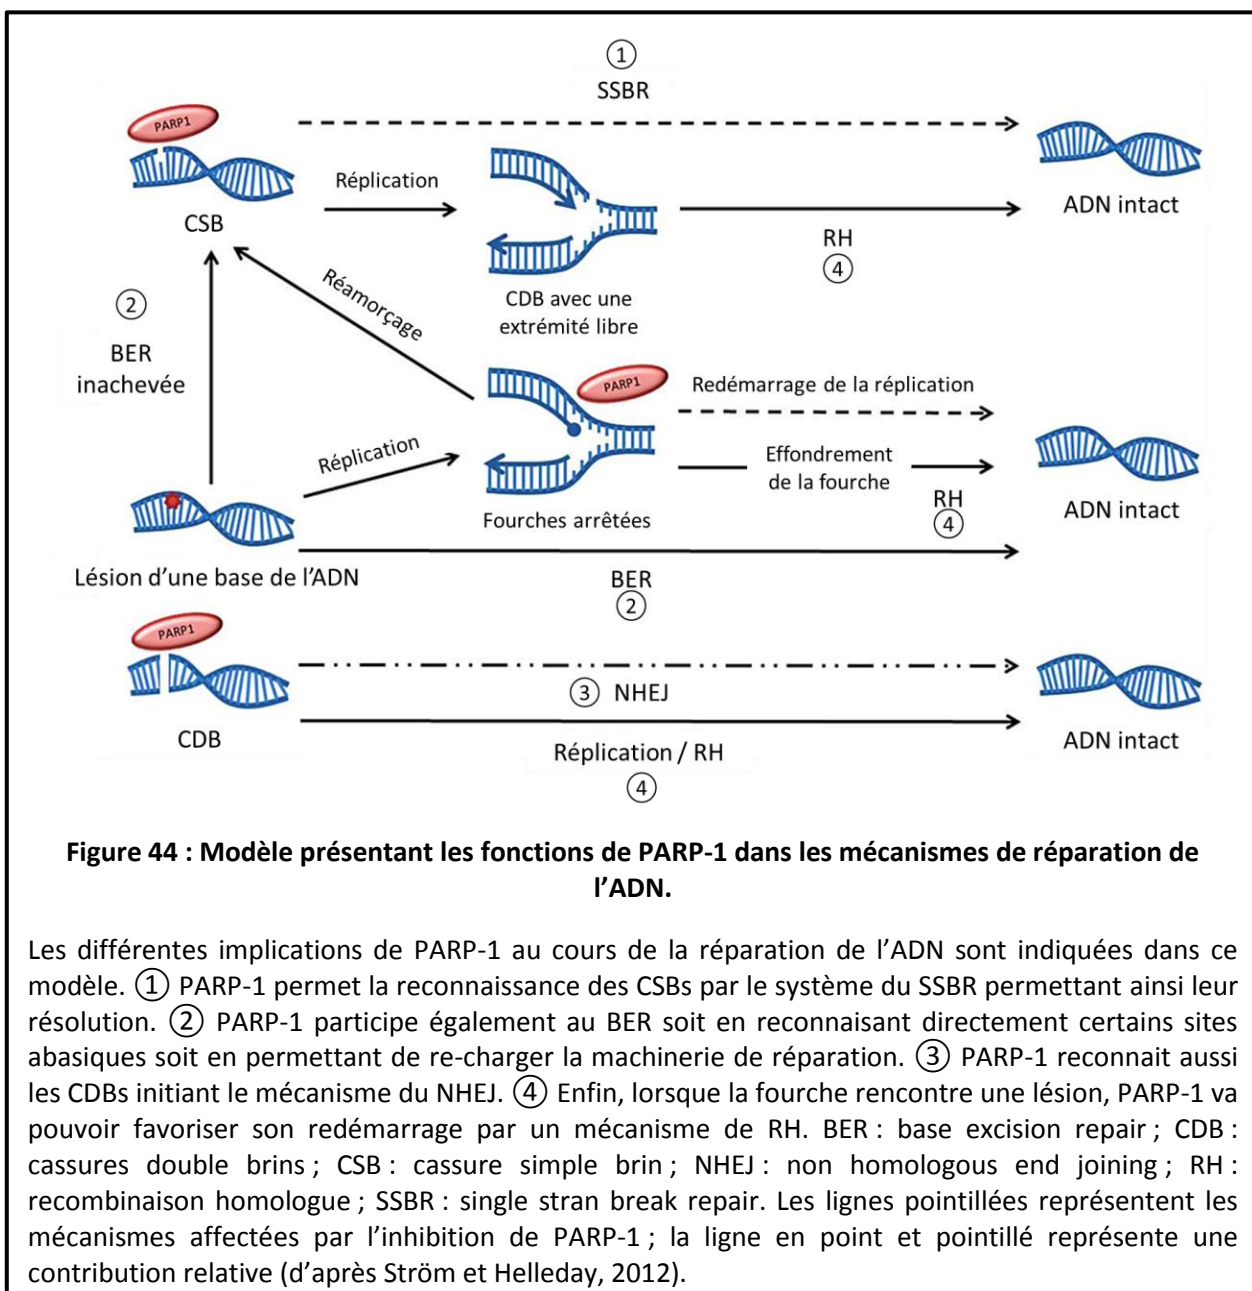 ①
SSBR
PARP1
Réplication
CSB
ADN intact
RH
④
CDB avec une
extrémité libre
Réamorçage
②
BER
inachevée
PARP1
Redémarrage de la réplication
Réplication
Effondrement
de la fourche
Fourches arrêtées
RH
④
ADN intact
Lésion d’une base de l’ADN
BER
②
PARP1
③ NHEJ
CDB
ADN intact
Réplication / RH
④
Figure 44 : Modèle présentant les fonctions de PARP-1 dans les mécanismes de réparation de
l’ADN.
Les différentes implications de PARP-1 au cours de la réparation de l’ADN sont indiquées dans ce
modèle. ① PARP-1 permet la reconnaissance des CSBs par le système du SSBR permettant ainsi leur
résolution. ② PARP-1 participe également au BER soit en reconnaisant directement certains sites
abasiques soit en permettant de re-charger la machinerie de réparation. ③ PARP-1 reconnait aussi
les CDBs initiant le mécanisme du NHEJ. ④ Enfin, lorsque la fourche rencontre une lésion, PARP-1 va
pouvoir favoriser son redémarrage par un mécanisme de RH. BER : base excision repair ; CDB :
cassures double brins ; CSB : cassure simple brin ; NHEJ : non homologous end joining ; RH :
recombinaison homologue ; SSBR : single stran break repair. Les lignes pointillées représentent les
mécanismes affectées par l’inhibition de PARP-1 ; la ligne en point et pointillé représente une
contribution relative (d’après Ström et Helleday, 2012).